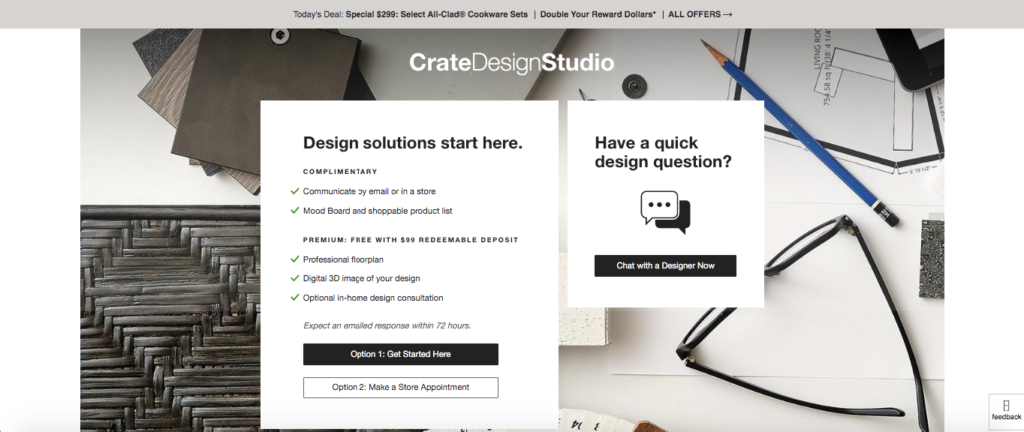 Today's Deal: Special $299: Select All-Clad® Cookware Sets | Double Your Reward Dollars* | ALL OFFERS →
CrateDesignStudio
Design solutions start here.
COMPLIMENTARY
Communicate by email or in a store
Mood Board and shoppable product list
PREMIUM: FREE WITH $99 REDEEMABLE DEPOSIT
Professional floorplan
Digital 3D image of your design
Optional in-home design consultation
Expect an emailed response within 72 hours.
Option 1: Get Started Here
Option 2: Make a Store Appointment
Have a quick
design question?
Chat with a Designer Now
LIVING ROO
feedback